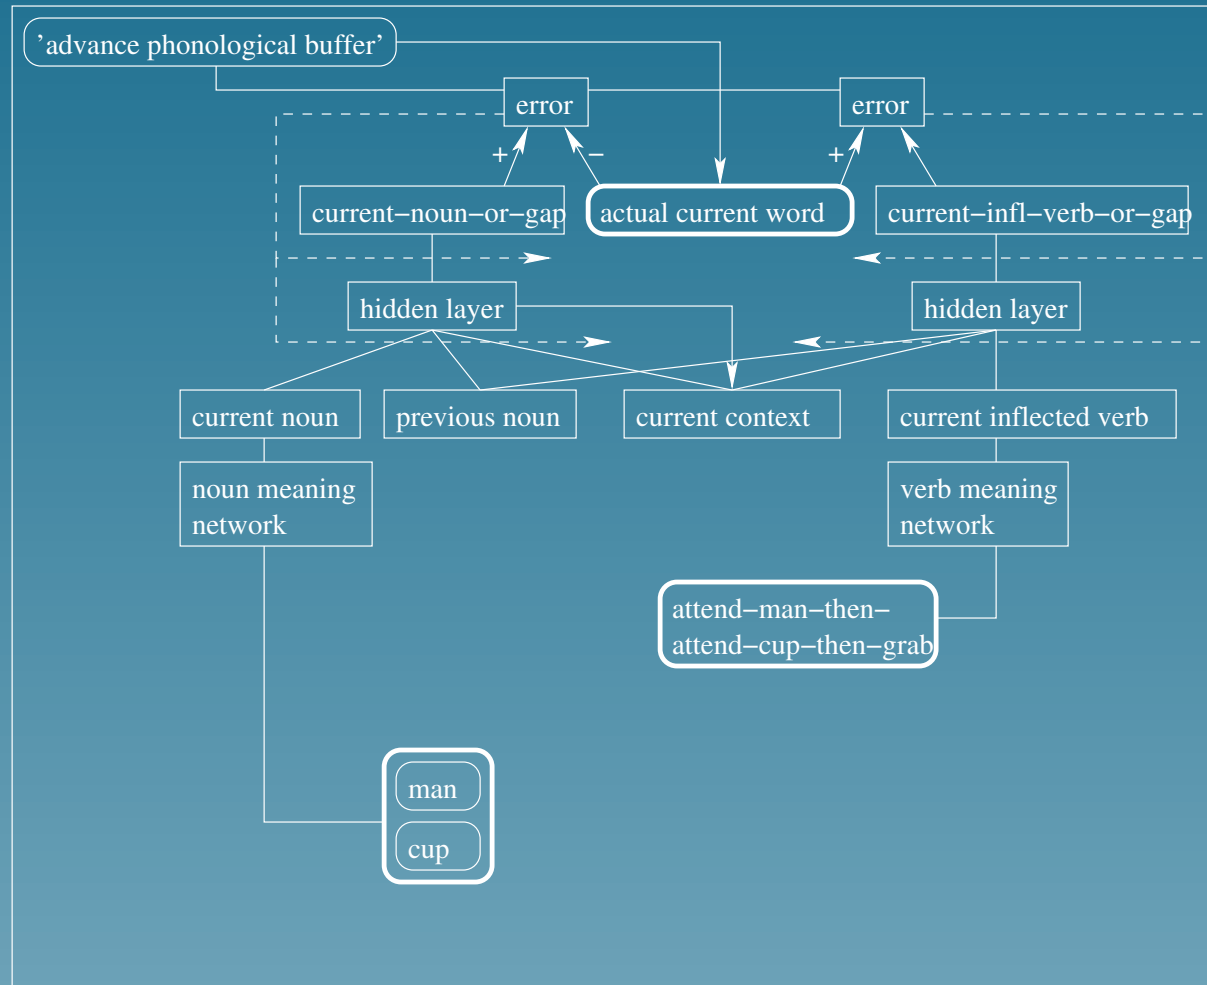 ’advance phonological buffer’
error
error
+
−
+
current−noun−or−gap
actual current word
current−infl−verb−or−gap
hidden layer
hidden layer
current noun
previous noun
current context
current inflected verb
noun meaning
network
verb meaning
network
attend−man−then−
attend−cup−then−grab
man
cup